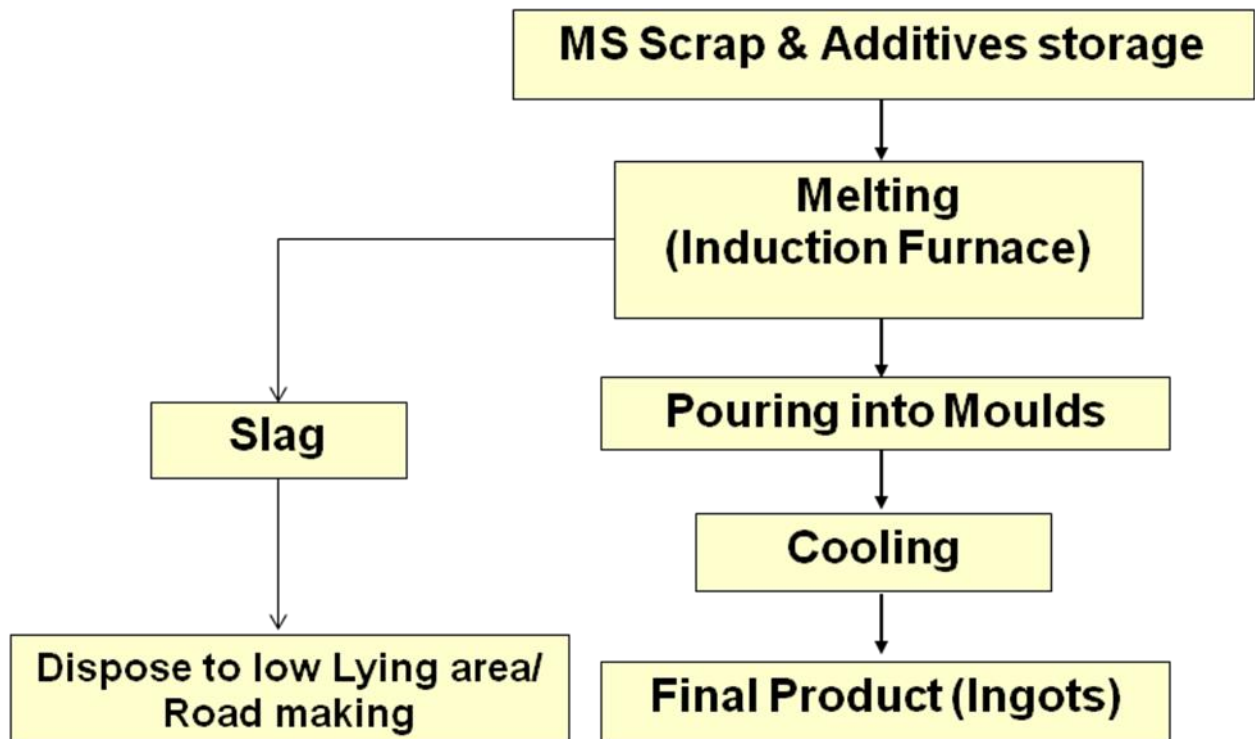 MS Scrap & Additives storage
Melting
(Induction Furnace)
Pouring into Moulds
Slag
Cooling
Dispose to low Lying area/
Road making
Final Product (Ingots)